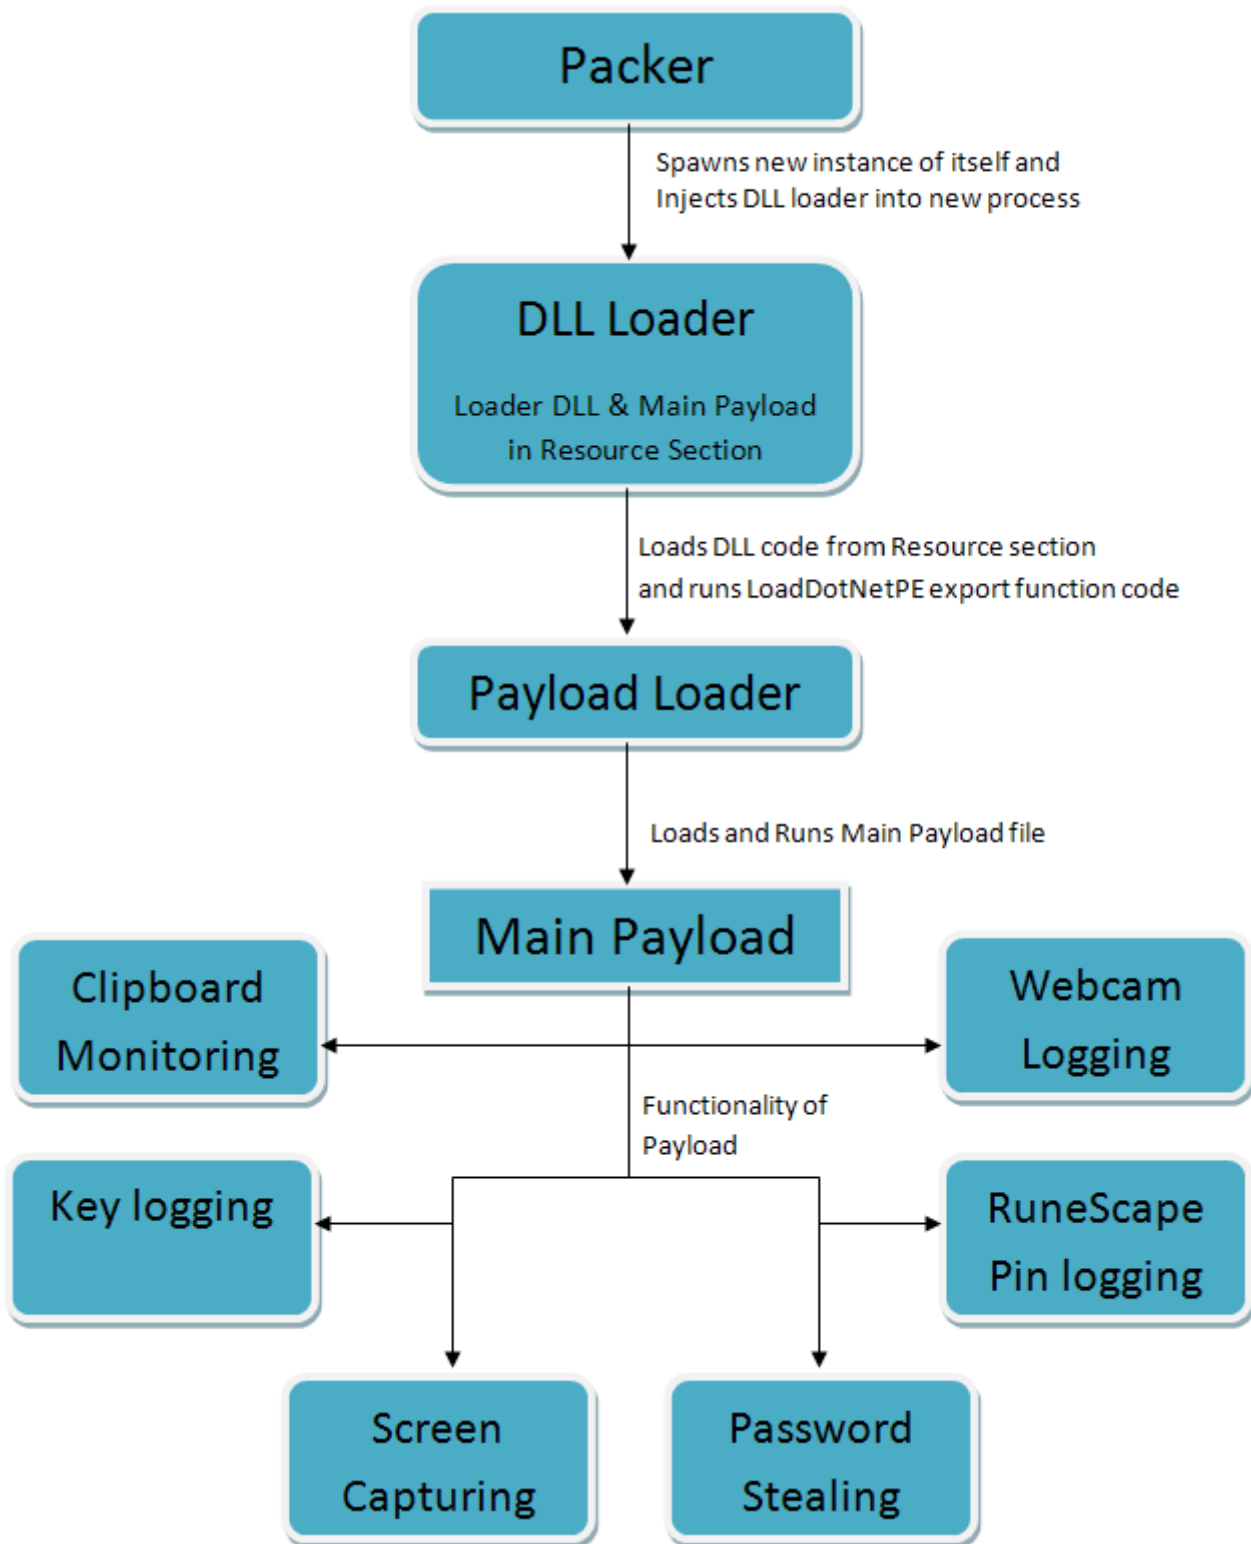 Packer
Spawns new instance of itself and
Injects DLL loader into new process
DLL Loader
Loader DLL & Main Payload
in Resource Section
Loads DLL code from Resource section
and runs LoadDotNetPE export function code
Payload Loader
Loads and Runs Main Payload file
Main Payload
Clipboard
Monitoring
Webcam
Logging
Functionality of
Payload
Key logging
RuneScape
Pin logging
Screen
Capturing
Password
Stealing